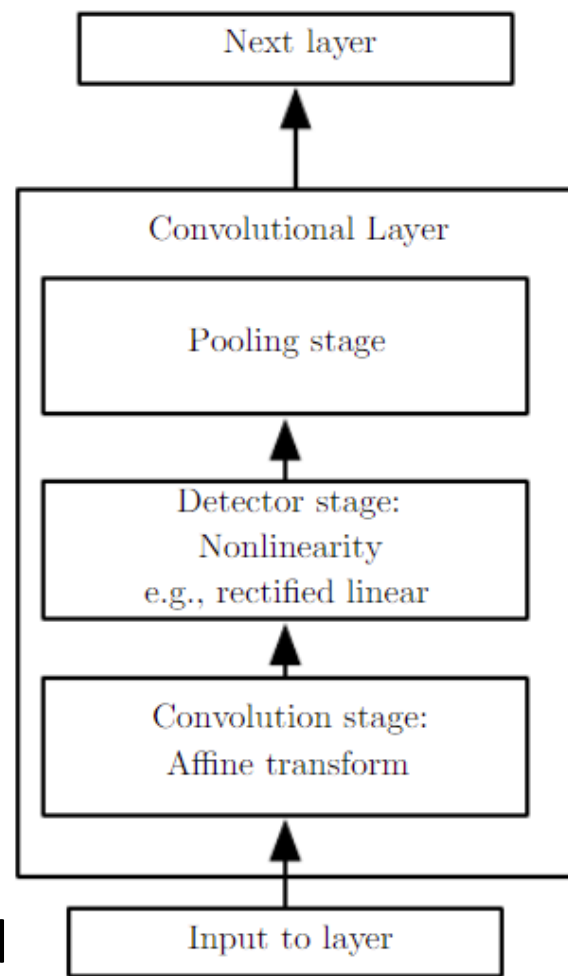 Next layer
Convolutional Layer
Pooling stage
Detector stage:
Nonlinearity
e.g., rectified linear
Convolution stage:
Affine transform
Input to layer